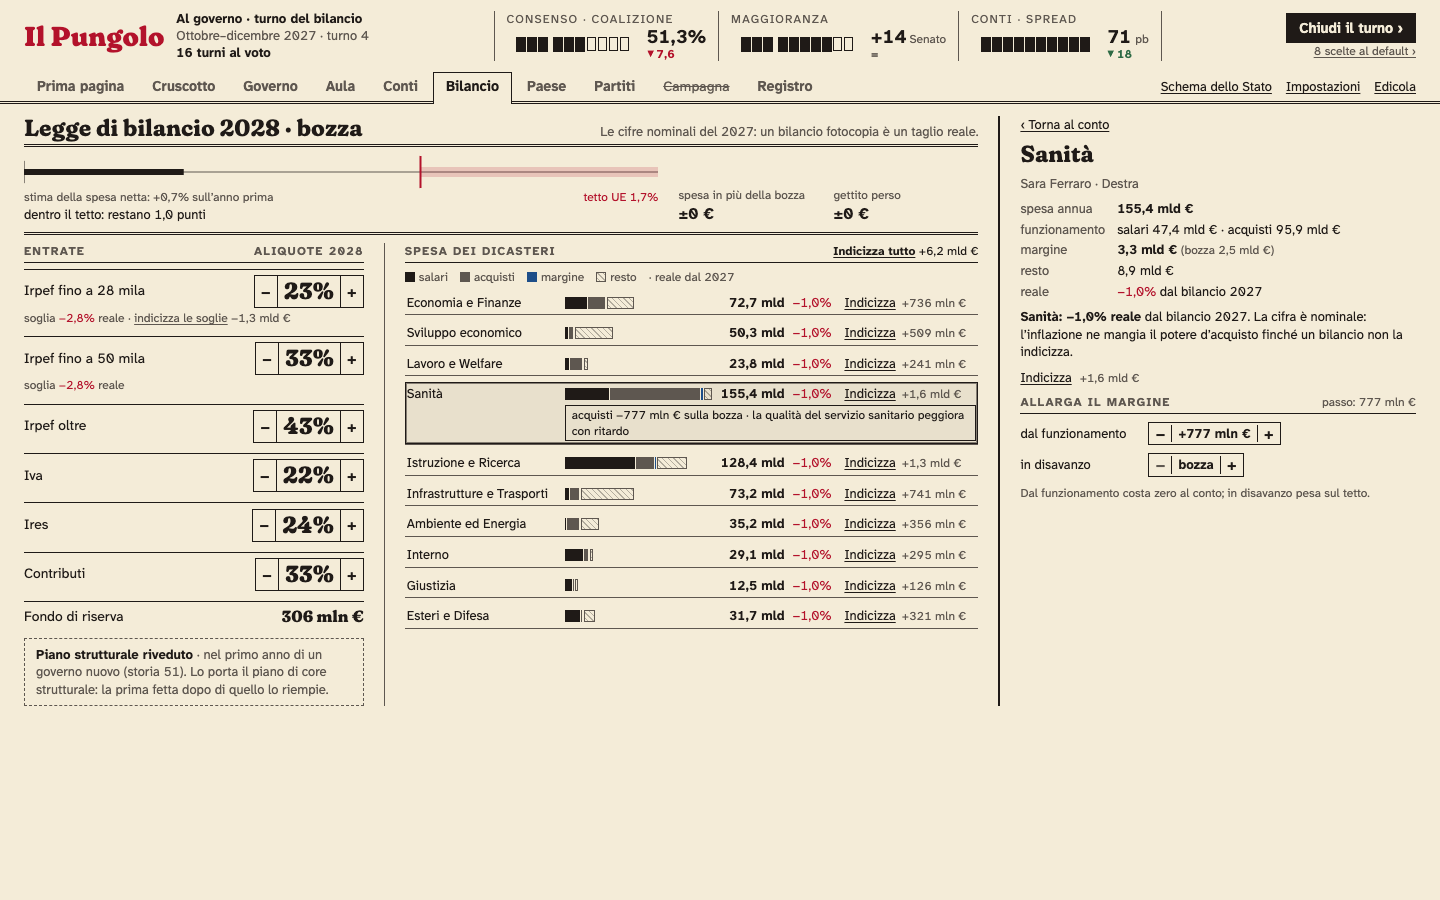 Il Pungolo
Al governo · turno del bilancio
Ottobre–dicembre 2027 · turno 4
16 turni al voto
CONSENSO · COALIZIONE
51,3%
▼7,6
MAGGIORANZA
+14 Senato
=
CONTI · SPREAD
71 pb
▼18
Chiudi il turno ›
8 scelte al default ›
Prima pagina Cruscotto Governo Aula Conti Bilancio Paese Partiti Campagna Registro
Schema dello Stato Impostazioni Edicola
Legge di bilancio 2028 · bozza
Le cifre nominali del 2027: un bilancio fotocopia è un taglio reale.
stima della spesa netta: +0,7% sull'anno prima
tetto UE 1,7%
dentro il tetto: restano 1,0 punti
spesa in più della bozza
±0 €
gettito perso
±0 €
ENTRATE ALIQUOTE 2028
Irpef fino a 28 mila − 23% +
soglia −2,8% reale · indicizza le soglie −1,3 mld €
Irpef fino a 50 mila − 33% +
soglia −2,8% reale
Irpef oltre − 43% +
Iva − 22% +
Ires − 24% +
Contributi − 33% +
Fondo di riserva 306 mln €
Piano strutturale riveduto · nel primo anno di un
governo nuovo (storia 51). Lo porta il piano di core
strutturale: la prima fetta dopo di quello lo riempie.
SPESA DEI DICASTERI Indicizza tutto +6,2 mld €
salari acquisti margine resto · reale dal 2027
Economia e Finanze 72,7 mld −1,0% Indicizza +736 mln €
Sviluppo economico 50,3 mld −1,0% Indicizza +509 mln €
Lavoro e Welfare 23,8 mld −1,0% Indicizza +241 mln €
Sanità 155,4 mld −1,0% Indicizza +1,6 mld €
acquisti −777 mln € sulla bozza · la qualità del servizio sanitario peggiora
con ritardo
Istruzione e Ricerca 128,4 mld −1,0% Indicizza +1,3 mld €
Infrastrutture e Trasporti 73,2 mld −1,0% Indicizza +741 mln €
Ambiente ed Energia 35,2 mld −1,0% Indicizza +356 mln €
Interno 29,1 mld −1,0% Indicizza +295 mln €
Giustizia 12,5 mld −1,0% Indicizza +126 mln €
Esteri e Difesa 31,7 mld −1,0% Indicizza +321 mln €
‹ Torna al conto
Sanità
Sara Ferraro · Destra
spesa annua 155,4 mld €
funzionamento salari 47,4 mld € · acquisti 95,9 mld €
margine 3,3 mld € (bozza 2,5 mld €)
resto 8,9 mld €
reale −1,0% dal bilancio 2027
Sanità: −1,0% reale dal bilancio 2027. La cifra è nominale:
l'inflazione ne mangia il potere d'acquisto finché un bilancio non la
indicizza.
Indicizza +1,6 mld €
ALLARGA IL MARGINE passo: 777 mln €
dal funzionamento − +777 mln € +
in disavanzo − bozza +
Dal funzionamento costa zero al conto; in disavanzo pesa sul tetto.